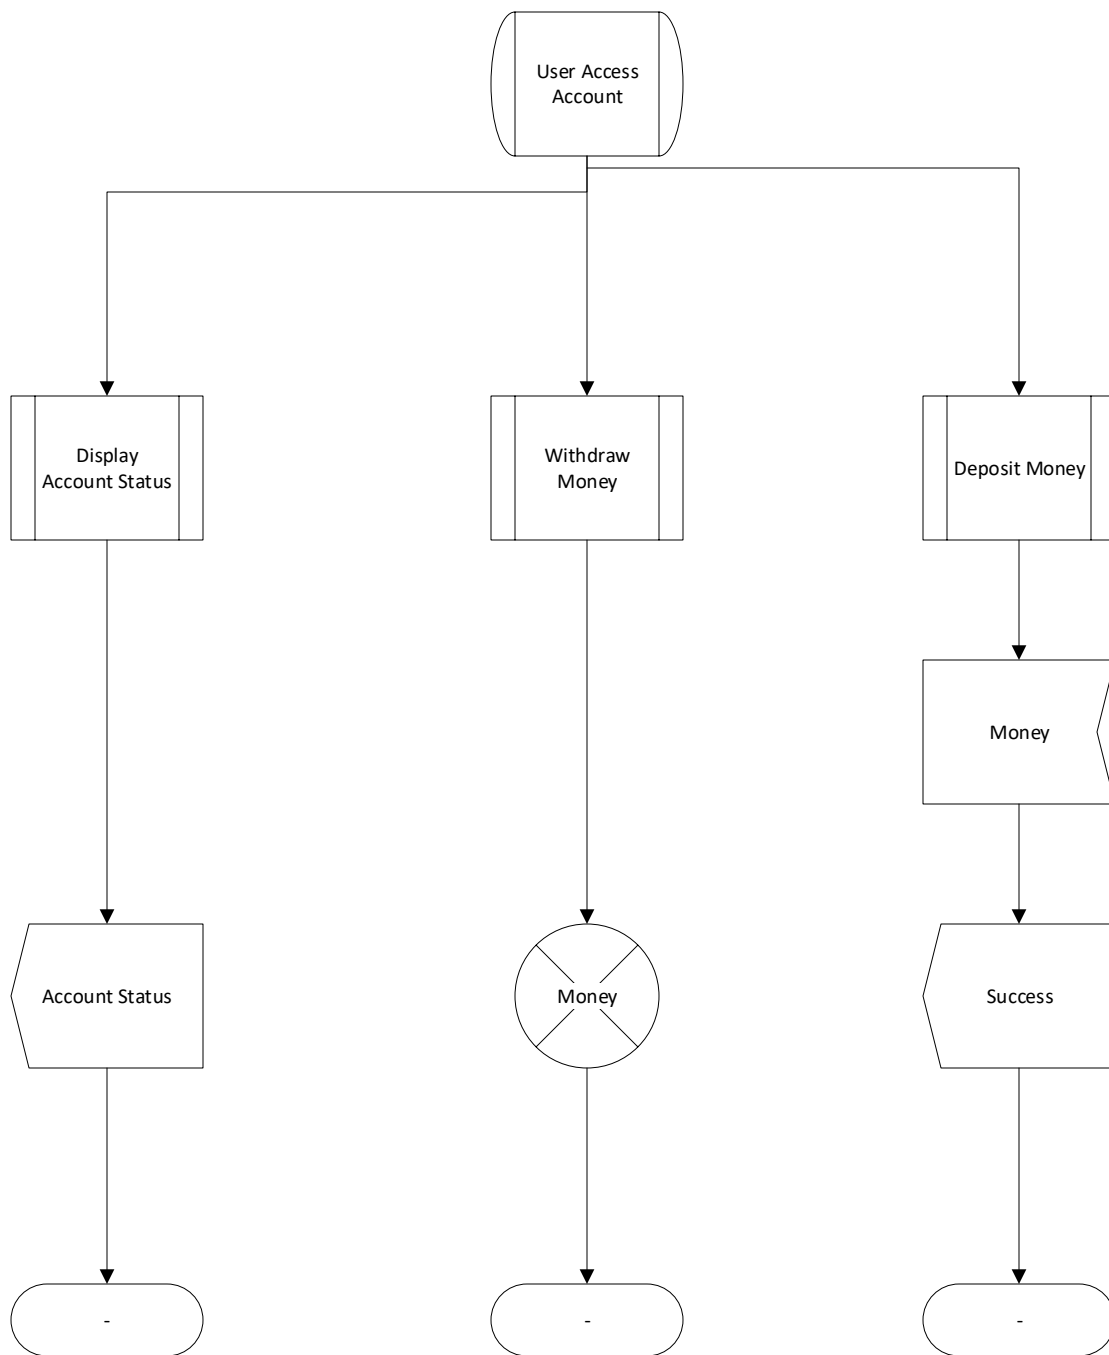 User Access
Account
Display
Account Status
Withdraw
Money
Deposit Money
Money
Account Status
Money
Success
-
-
-